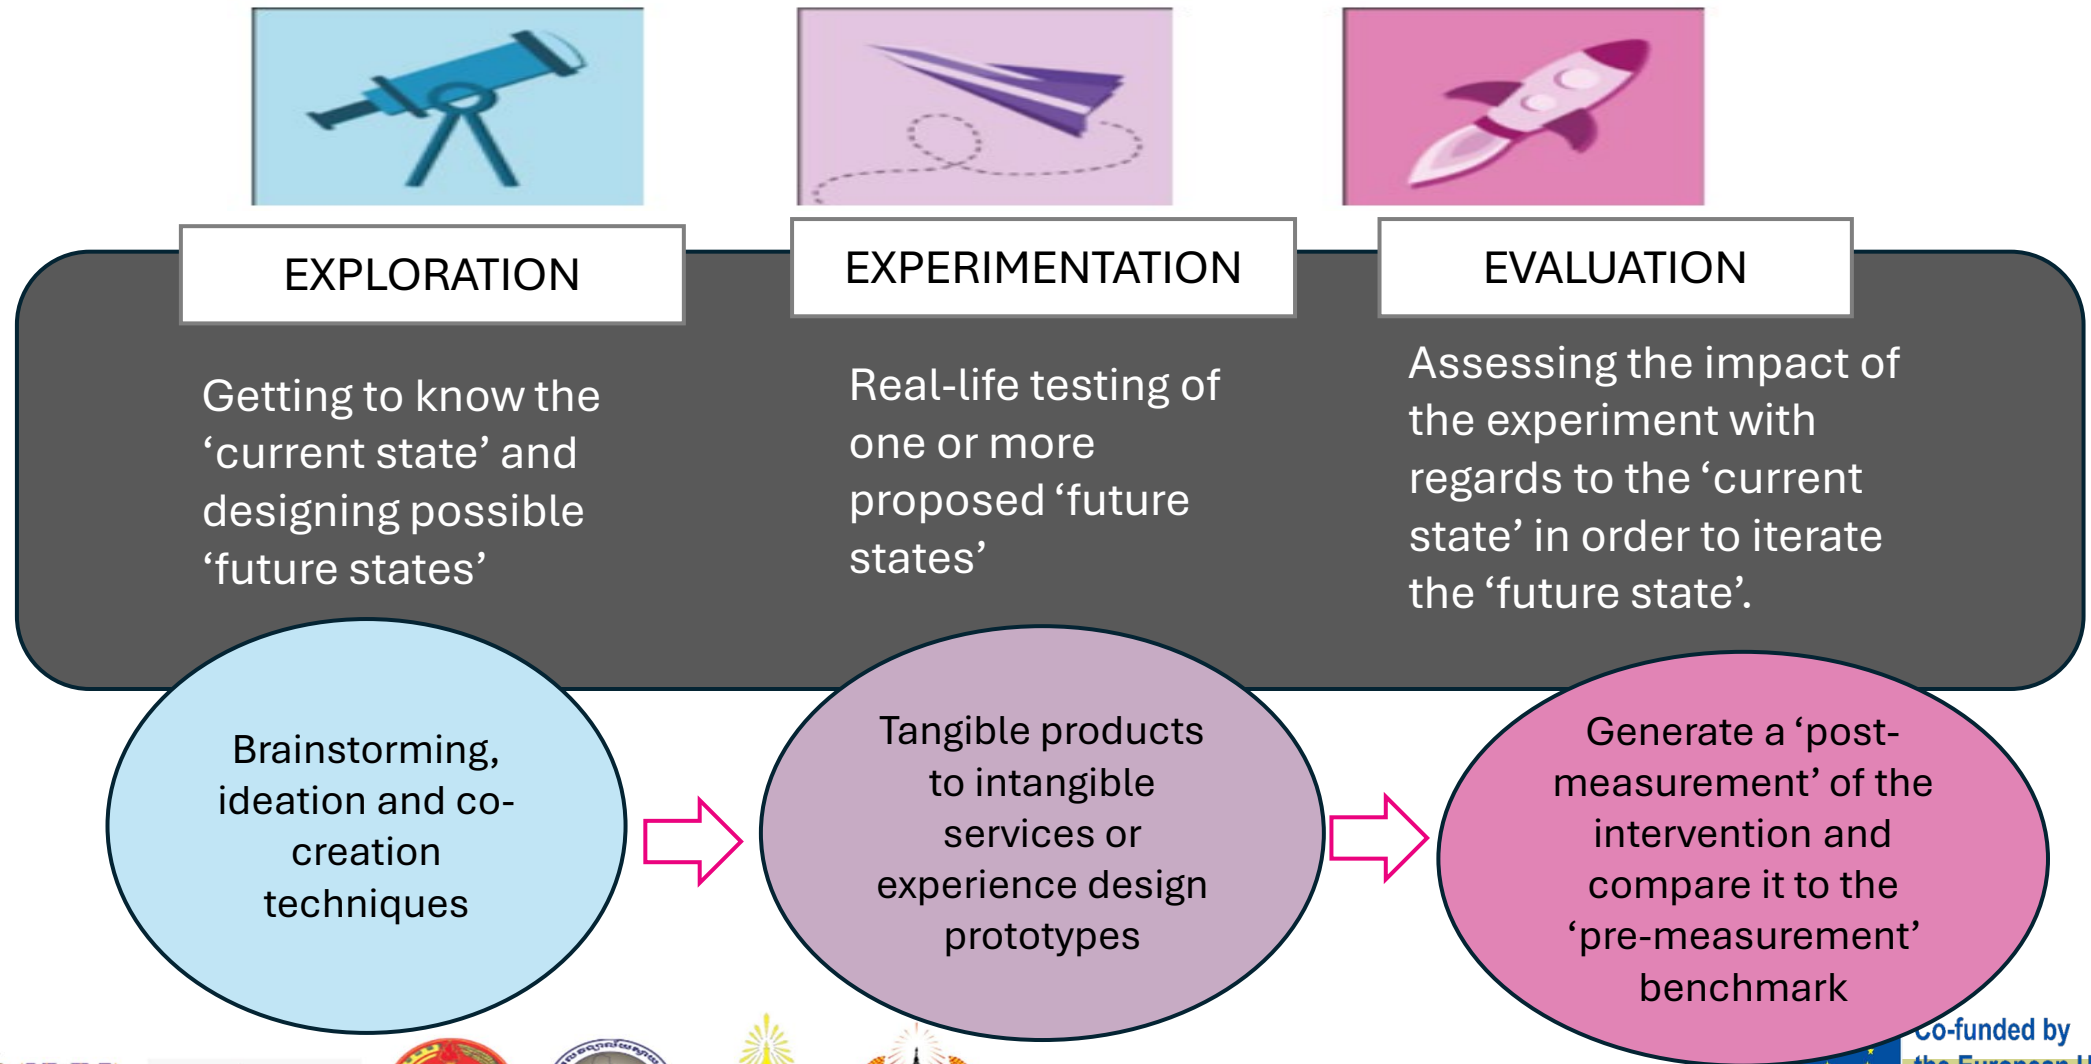 EXPLORATION
Getting to know the
‘current state’ and
designing possible
‘future states’
EXPERIMENTATION
Real-life testing of
one or more
proposed ‘future
states’
EVALUATION
Assessing the impact of
the experiment with
regards to the ‘current
state’ in order to iterate
the ‘future state’.
Brainstorming,
ideation and co-
creation
techniques
Tangible products
to intangible
services or
experience design
prototypes
Generate a ‘post-
measurement’ of the
intervention and
compare it to the
‘pre-measurement’
benchmark
Co-funded by
the European